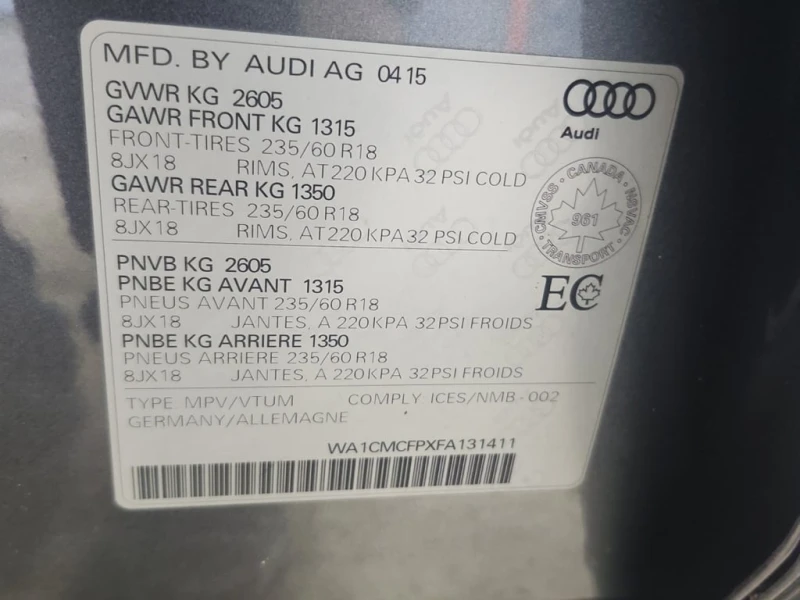 MFD. BY AUDI AG 0415
GVWR KG 2605
GAWR FRONT KG 1315
FRONT-TIRES 235/60 R18
8JX18 RIMS, AT 220 KPA 32 PSI COLD
GAWR REAR KG 1350
REAR-TIRES 235/60 R18
8JX18 RIMS, AT 220 KPA 32 PSI COLD
Audi
CANADA
CMVSS NSVAC
961
TRANSPORT
PNVB KG 2605
PNBE KG AVANT 1315
PNEUS AVANT 235/60 R18
8JX18 JANTES, A 220 KPA 32 PSI FROIDS
PNBE KG ARRIERE 1350
PNEUS ARRIERE 235/60 R18
8JX18 JANTES, A 220 KPA 32 PSI FROIDS
EC
TYPE MPV/VTUM COMPLY. ICES/NMB-002
GERMANY/ALLEMAGNE
WA1CMCFPXFA131411